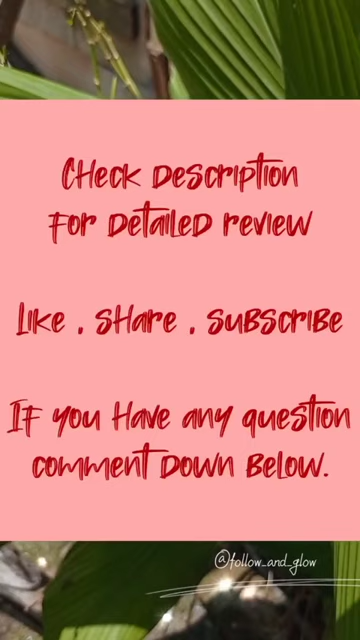 Check Description
For Detailed review
Like , share , subscribe
If you have any question
comment down below.
@follow_and_glow